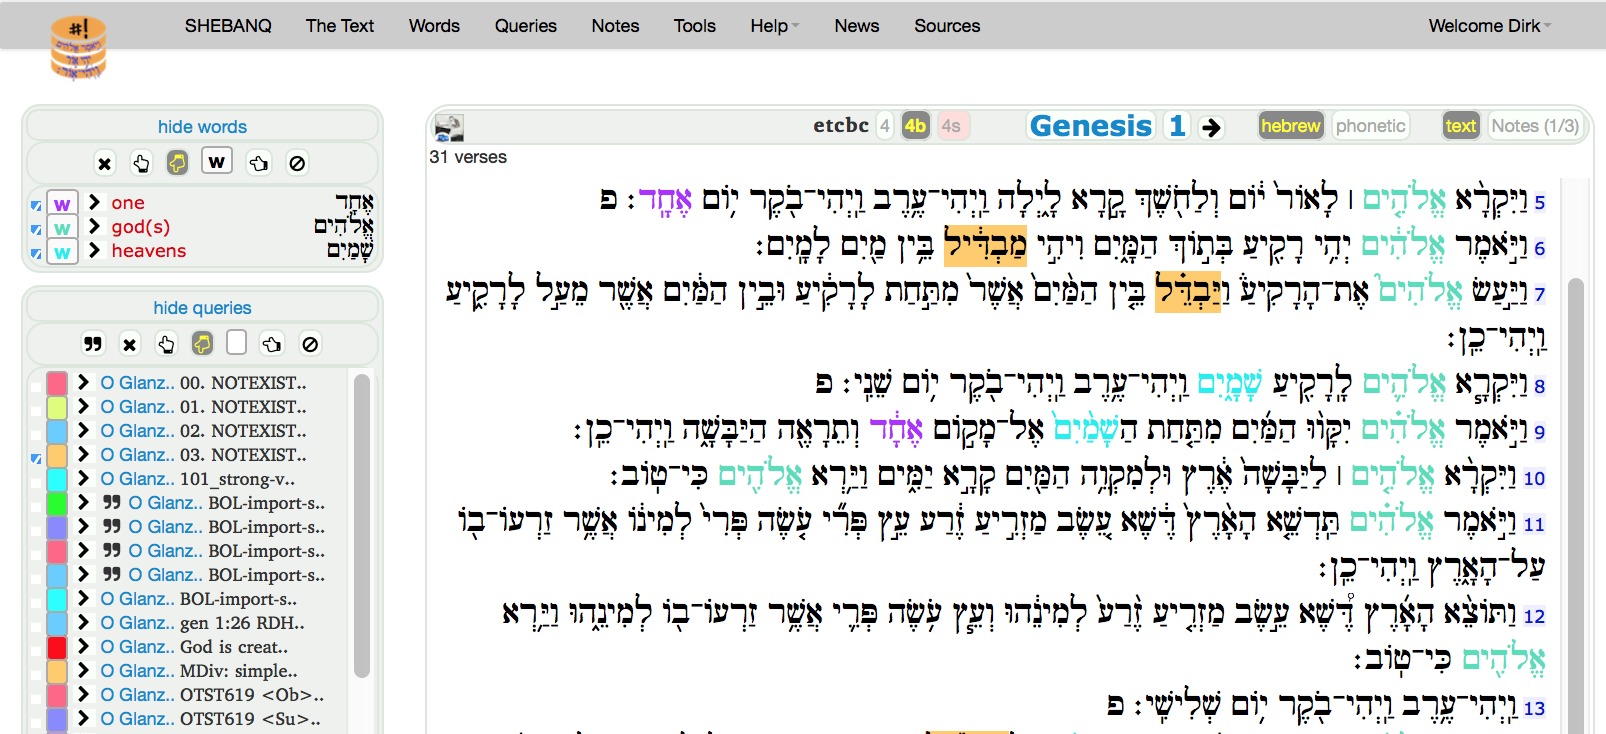 SHEBANQ The Text Words Queries Notes Tools Help News Sources Welcome Dirk
hide words
w
w one אֶחָֽד
w god(s) אֱלֹהִים
w heavens שָׁמַיִם
hide queries
O Glanz.. 00. NOTEXIST..
O Glanz.. 01. NOTEXIST..
O Glanz.. 02. NOTEXIST..
O Glanz.. 03. NOTEXIST..
O Glanz.. 101_strong-v..
O Glanz.. BOL-import-s..
O Glanz.. BOL-import-s..
O Glanz.. BOL-import-s..
O Glanz.. BOL-import-s..
O Glanz.. BOL-import-s..
O Glanz.. gen 1:26 RDH..
O Glanz.. God is creat..
O Glanz.. MDiv: simple..
O Glanz.. OTST619 <Ob>..
O Glanz.. OTST619 <Su>..
etcbc 4 4b 4s Genesis 1 hebrew phonetic text Notes (1/3)
31 verses
5 וַיִּקְרָ֨א אֱלֹהִ֤ים ׀ לָאוֹר֙ י֔וֹם וְלַחֹ֖שֶׁךְ קָ֣רָא לָ֑יְלָה וַֽיְהִי־עֶ֥רֶב וַֽיְהִי־בֹ֖קֶר י֥וֹם אֶחָֽד׃ פ
6 וַיֹּ֣אמֶר אֱלֹהִ֔ים יְהִ֥י רָקִ֖יעַ בְּת֣וֹךְ הַמָּ֑יִם וִיהִ֣י מַבְדִּ֔יל בֵּ֥ין מַ֖יִם לָמָֽיִם׃
7 וַיַּ֣עַשׂ אֱלֹהִים֮ אֶת־הָרָקִיעַ֒ וַיַּבְדֵּ֗ל בֵּ֤ין הַמַּ֙יִם֙ אֲשֶׁר֙ מִתַּ֣חַת לָרָקִ֔יעַ וּבֵ֣ין הַמַּ֔יִם אֲשֶׁ֖ר מֵעַ֣ל לָרָקִ֑יעַ
וַֽיְהִי־כֵֽן׃
8 וַיִּקְרָ֧א אֱלֹהִ֛ים לָֽרָקִ֖יעַ שָׁמָ֑יִם וַֽיְהִי־עֶ֥רֶב וַֽיְהִי־בֹ֖קֶר י֥וֹם שֵׁנִֽי׃ פ
9 וַיֹּ֣אמֶר אֱלֹהִ֗ים יִקָּו֨וּ הַמַּ֜יִם מִתַּ֤חַת הַשָּׁמַ֙יִם֙ אֶל־מָק֣וֹם אֶחָ֔ד וְתֵרָאֶ֖ה הַיַּבָּשָׁ֑ה וַֽיְהִי־כֵֽן׃
10 וַיִּקְרָ֨א אֱלֹהִ֤ים ׀ לַיַּבָּשָׁה֙ אֶ֔רֶץ וּלְמִקְוֵ֥ה הַמַּ֖יִם קָרָ֣א יַמִּ֑ים וַיַּ֥רְא אֱלֹהִ֖ים כִּי־טֽוֹב׃
11 וַיֹּ֣אמֶר אֱלֹהִ֗ים תַּֽדְשֵׁ֤א הָאָ֙רֶץ֙ דֶּ֔שֶׁא עֵ֚שֶׂב מַזְרִ֣יעַ זֶ֔רַע עֵ֣ץ פְּרִ֞י עֹ֤שֶׂה פְּרִי֙ לְמִינ֔וֹ אֲשֶׁ֥ר זַרְעוֹ־ב֖וֹ
עַל־הָאָ֑רֶץ וַֽיְהִי־כֵֽן׃
12 וַתּוֹצֵ֨א הָאָ֜רֶץ דֶּ֠שֶׁא עֵ֣שֶׂב מַזְרִ֤יעַ זֶ֙רַע֙ לְמִינֵ֔הוּ וְעֵ֧ץ עֹֽשֶׂה פְּרִ֛י אֲשֶׁ֥ר זַרְעוֹ־ב֖וֹ לְמִינֵ֑הוּ וַיַּ֥רְא
אֱלֹהִ֖ים כִּי־טֽוֹב׃
13 וַֽיְהִי־עֶ֥רֶב וַֽיְהִי־בֹ֖קֶר י֥וֹם שְׁלִישִֽׁי׃ פ